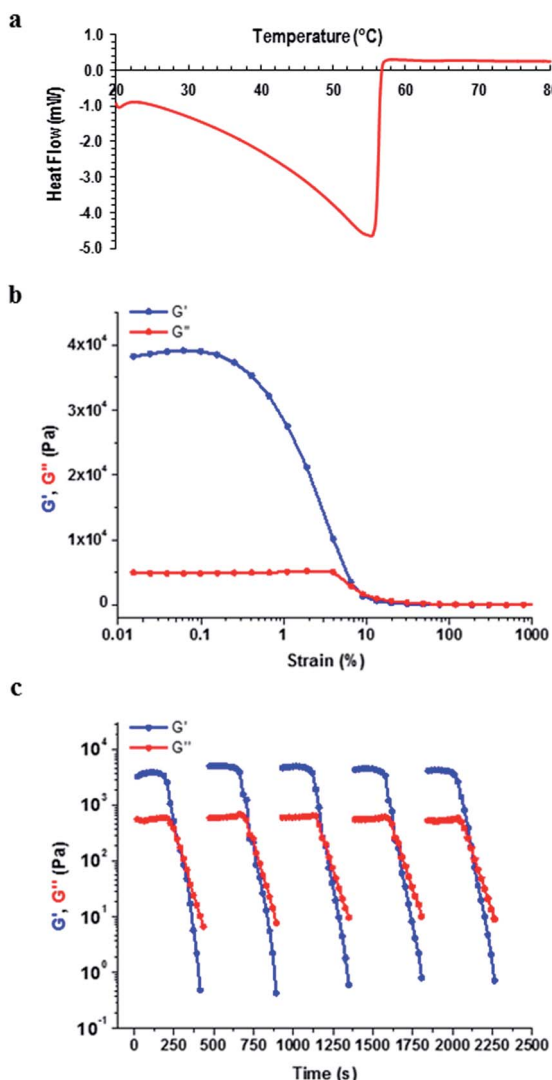 a
1.0
Temperature (°C)
0.0
20 30 40 50 60 70 80
-1.0
-2.0
-3.0
-4.0
-5.0
Heat Flow (mW)
b
G'
G"
4x10⁴
3x10⁴
2x10⁴
1x10⁴
0
G', G" (Pa)
0.01 0.1 1 10 100 1000
Strain (%)
c
G'
G''
10⁴
10³
10²
10¹
10⁰
10⁻¹
G', G'' (Pa)
0 250 500 750 1000 1250 1500 1750 2000 2250 2500
Time (s)